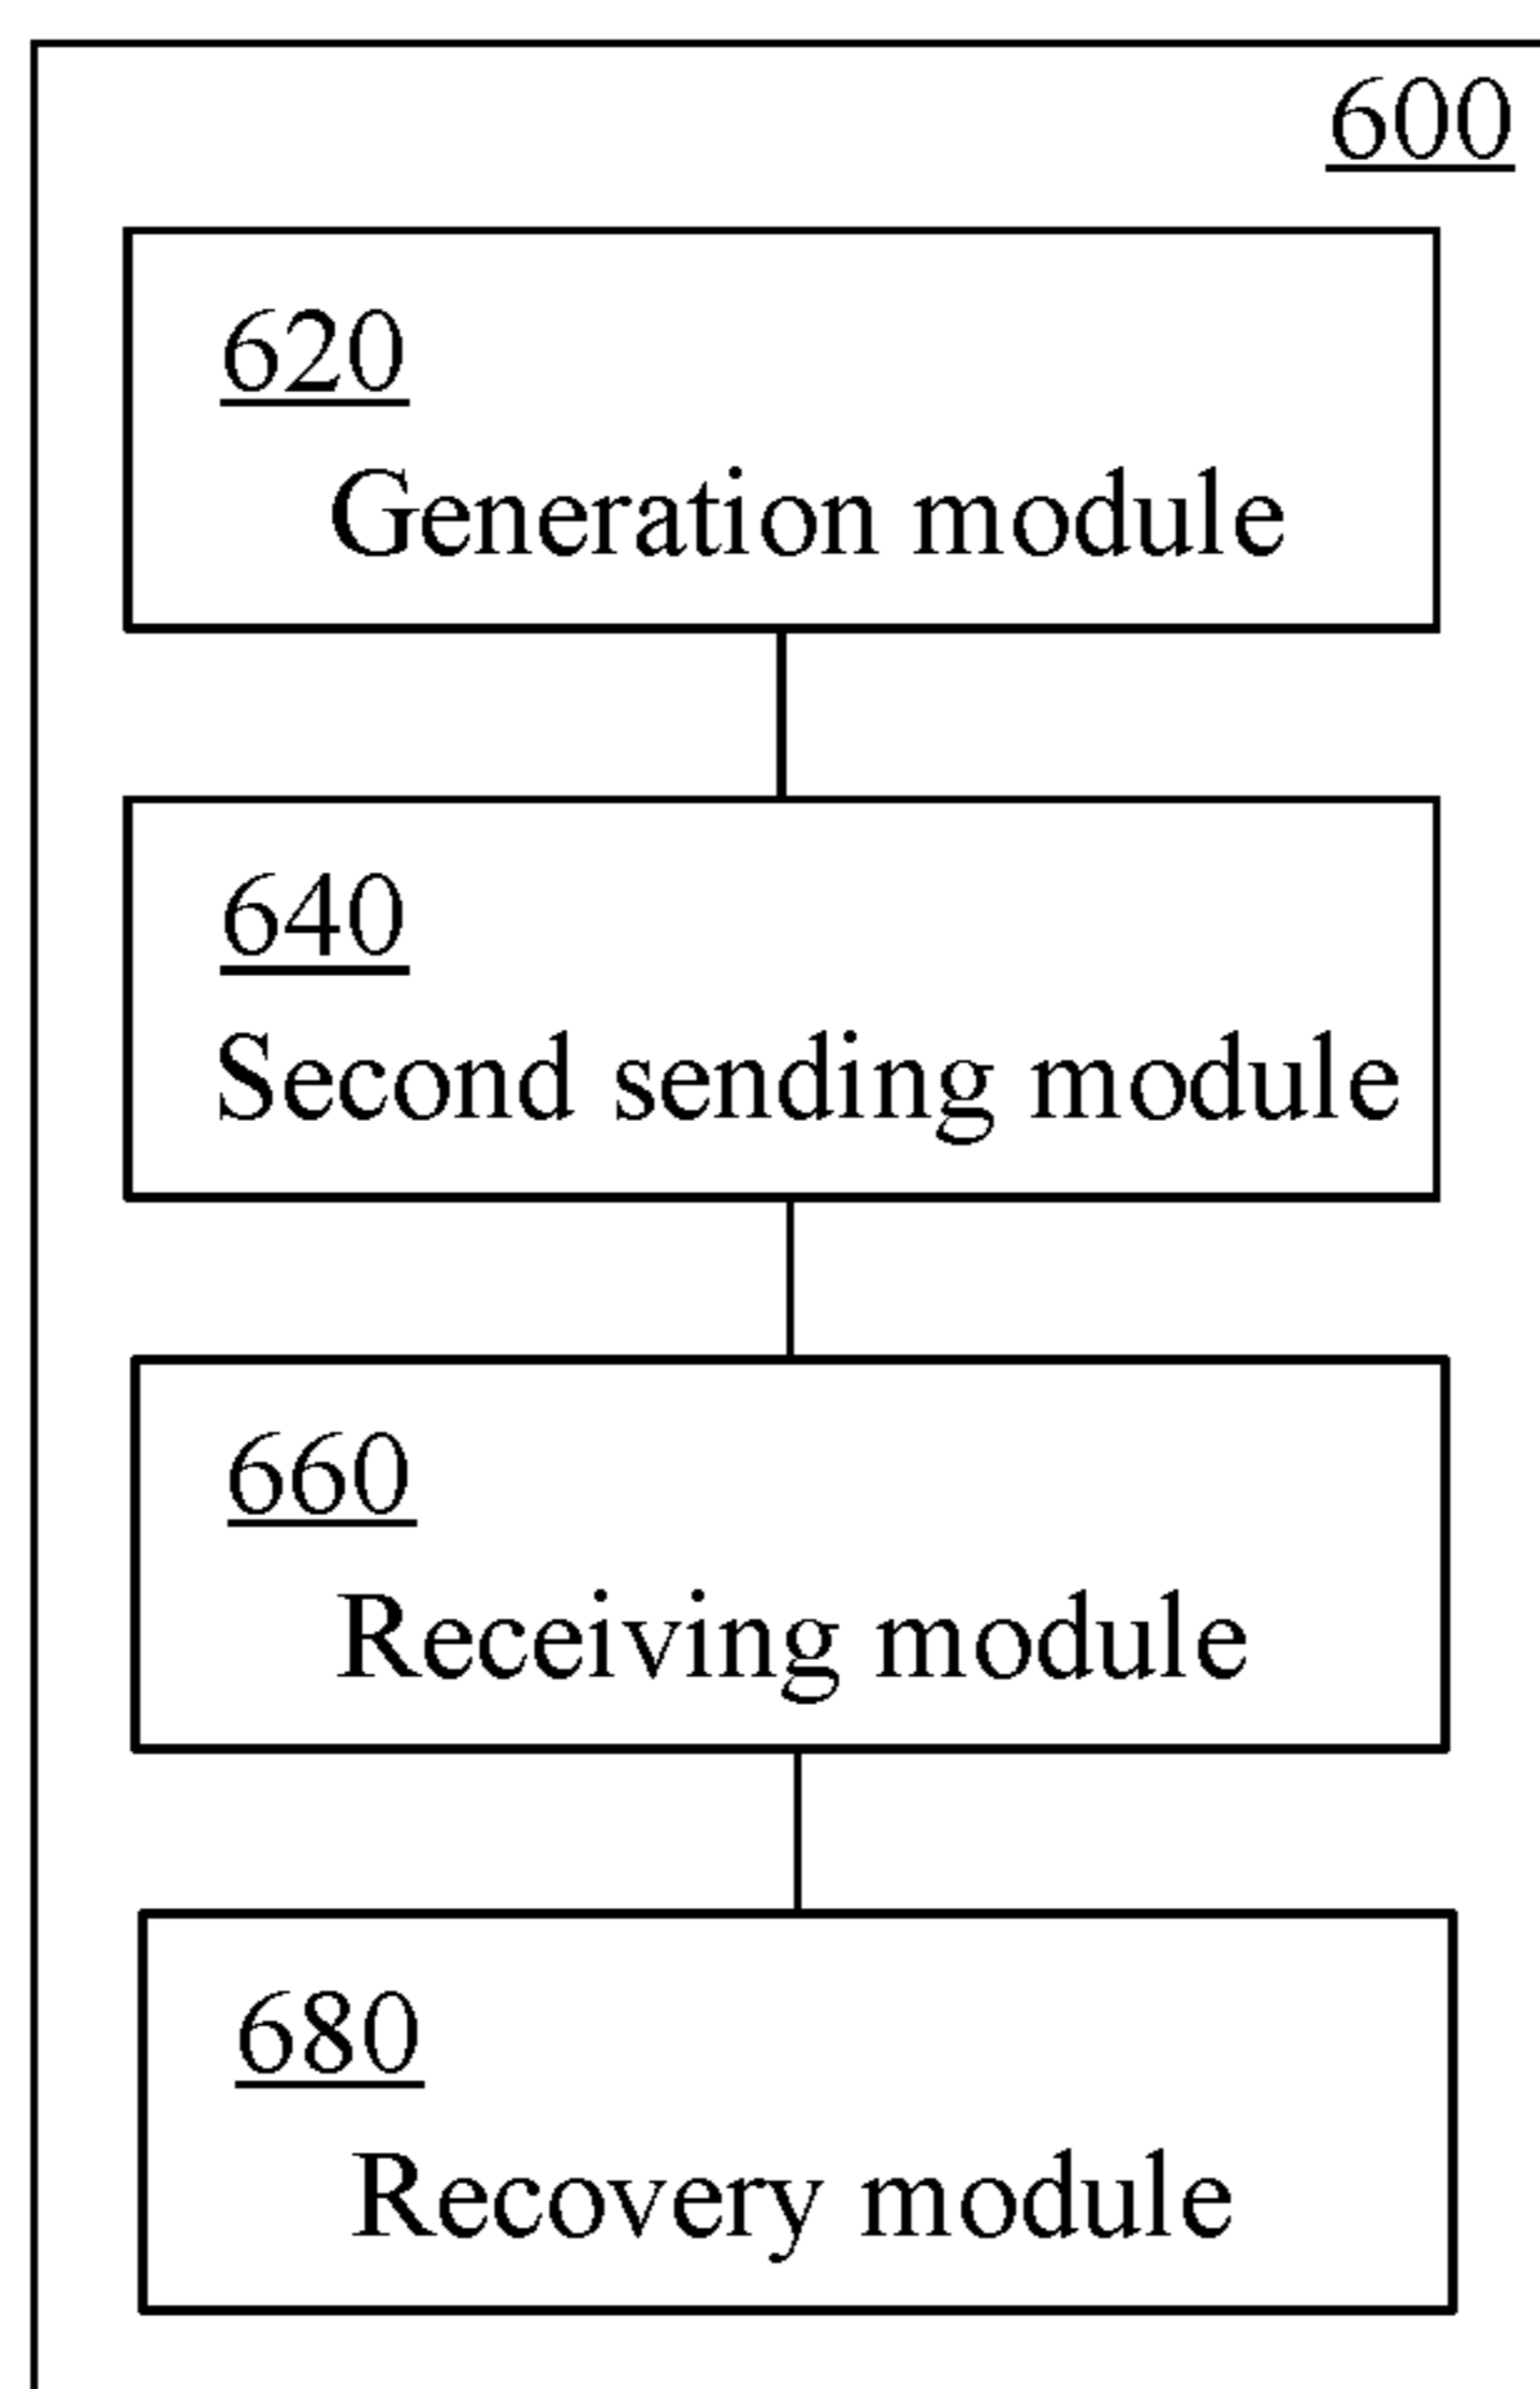 600
620
Generation module
640
Second sending module
660
Receiving module
680
Recovery module